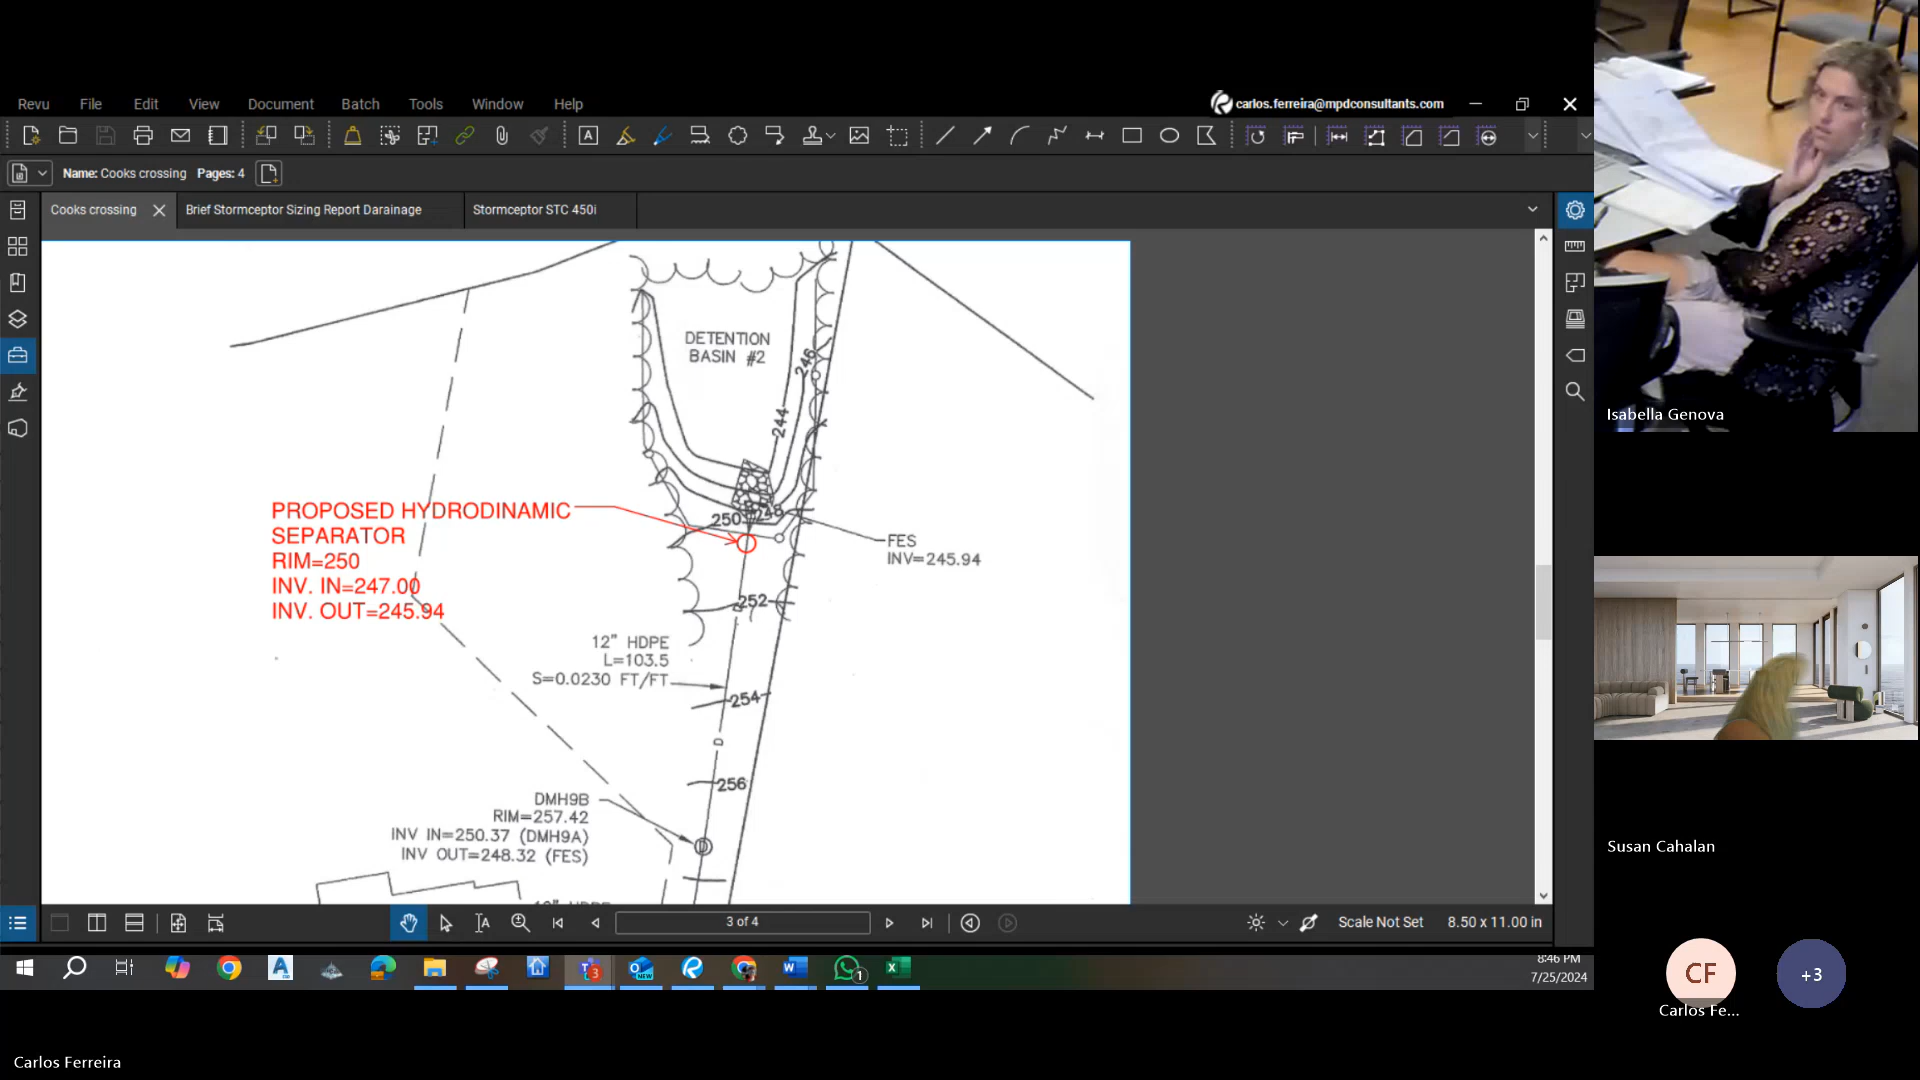 Revu File Edit View Document Batch Tools Window Help
carlos.ferreira@mpdconsultants.com
Name: Cooks crossing Pages: 4
Cooks crossing
Brief Stormceptor Sizing Report Darainage
Stormceptor STC 450i
DETENTION
BASIN #2
246
244
PROPOSED HYDRODINAMIC
SEPARATOR
RIM=250
INV. IN=247.00
INV. OUT=245.94
250
248
FES
INV=245.94
252
12" HDPE
L=103.5
S=0.0230 FT/FT
254
D
256
DMH9B
RIM=257.42
INV IN=250.37 (DMH9A)
INV OUT=248.32 (FES)
D
3 of 4
Scale Not Set
8.50 x 11.00 in
8:46 PM
7/25/2024
Isabella Genova
Susan Cahalan
CF
Carlos Fe...
+3
Carlos Ferreira